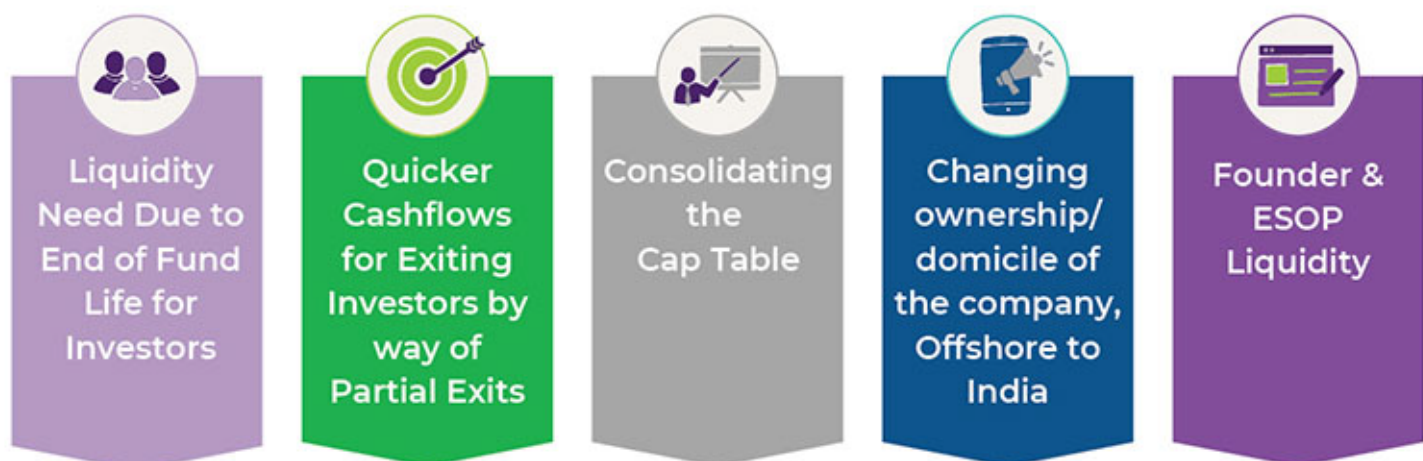 Liquidity
Need Due to
End of Fund
Life for
Investors
Quicker
Cashflows
for Exiting
Investors by
way of
Partial Exits
Consolidating
the
Cap Table
Changing
ownership/
domicile of
the company,
Offshore to
India
Founder &
ESOP
Liquidity